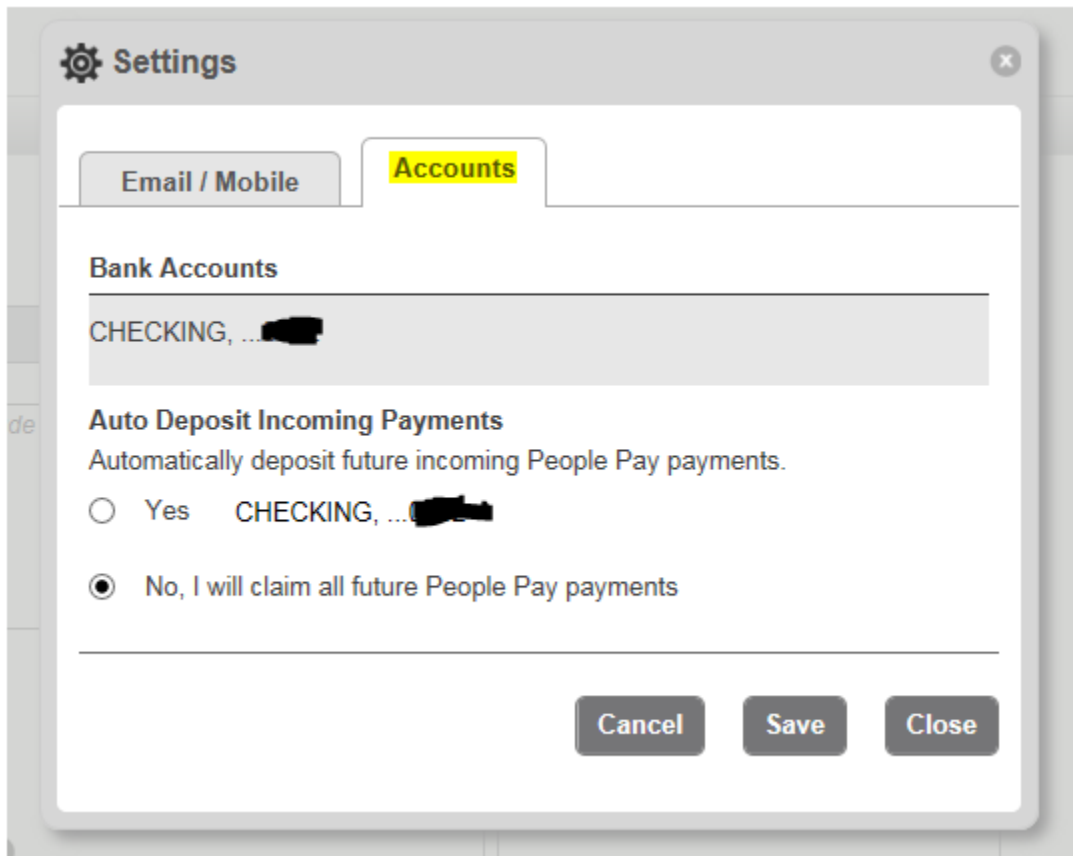 Settings
Email / Mobile
Accounts
Bank Accounts
CHECKING, ...
de
Auto Deposit Incoming Payments
Automatically deposit future incoming People Pay payments.
Yes CHECKING, ...
No, I will claim all future People Pay payments
Cancel Save Close